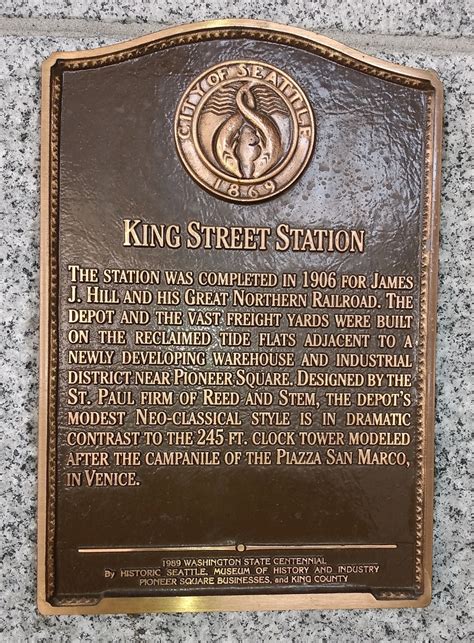 CITY OF SEATTLE
1869
KING STREET STATION
THE STATION WAS COMPLETED IN 1906 FOR JAMES
J. HILL AND HIS GREAT NORTHERN RAILROAD. THE
DEPOT AND THE VAST FREIGHT YARDS WERE BUILT
ON THE RECLAIMED TIDE FLATS ADJACENT TO A
NEWLY DEVELOPING WAREHOUSE AND INDUSTRIAL
DISTRICT NEAR PIONEER SQUARE. DESIGNED BY THE
ST. PAUL FIRM OF REED AND STEM, THE DEPOT'S
MODEST NEO-CLASSICAL STYLE IS IN DRAMATIC
CONTRAST TO THE 245 FT. CLOCK TOWER MODELED
AFTER THE CAMPANILE OF THE PIAZZA SAN MARCO,
IN VENICE.
1989 WASHINGTON STATE CENTENNIAL
By HISTORIC SEATTLE, MUSEUM OF HISTORY AND INDUSTRY
PIONEER SQUARE BUSINESSES, and KING COUNTY